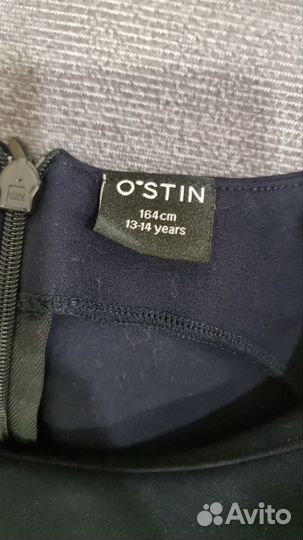 O'STIN
164cm
13-14 years
Avito